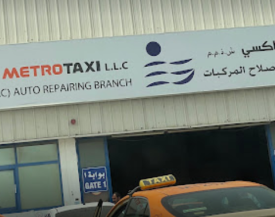 METROTAXI L.L.C
اكسي ش.ذ.م.م
C) AUTO REPAIRING BRANCH
صلاح المركبات
بوابة ١
GATE 1
TAXI